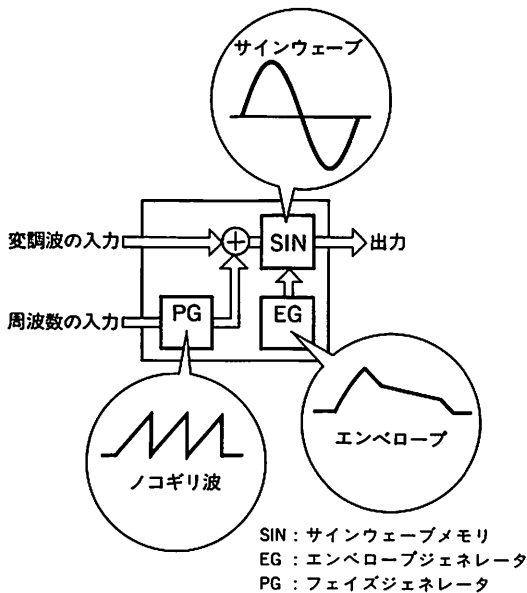 サインウェーブ
変調波の入力
SIN
出力
周波数の入力
PG
EG
エンベロープ
ノコギリ波
SIN : サインウェーブメモリ
EG : エンベロープジェネレータ
PG : フェイズジェネレータ